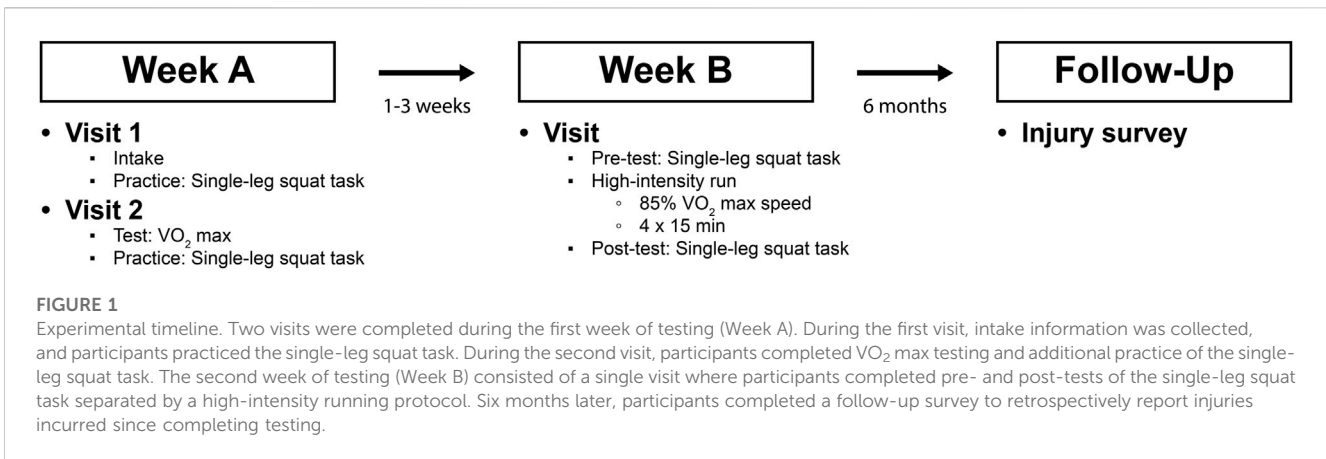 Week A
1-3 weeks
Week B
6 months
Follow-Up
• Visit 1
▪ Intake
▪ Practice: Single-leg squat task
• Visit 2
▪ Test: VO₂ max
▪ Practice: Single-leg squat task
• Visit
▪ Pre-test: Single-leg squat task
▪ High-intensity run
◦ 85% VO₂ max speed
◦ 4 x 15 min
▪ Post-test: Single-leg squat task
• Injury survey
FIGURE 1
Experimental timeline. Two visits were completed during the first week of testing (Week A). During the first visit, intake information was collected,
and participants practiced the single-leg squat task. During the second visit, participants completed VO₂ max testing and additional practice of the single-
leg squat task. The second week of testing (Week B) consisted of a single visit where participants completed pre- and post-tests of the single-leg squat
task separated by a high-intensity running protocol. Six months later, participants completed a follow-up survey to retrospectively report injuries
incurred since completing testing.